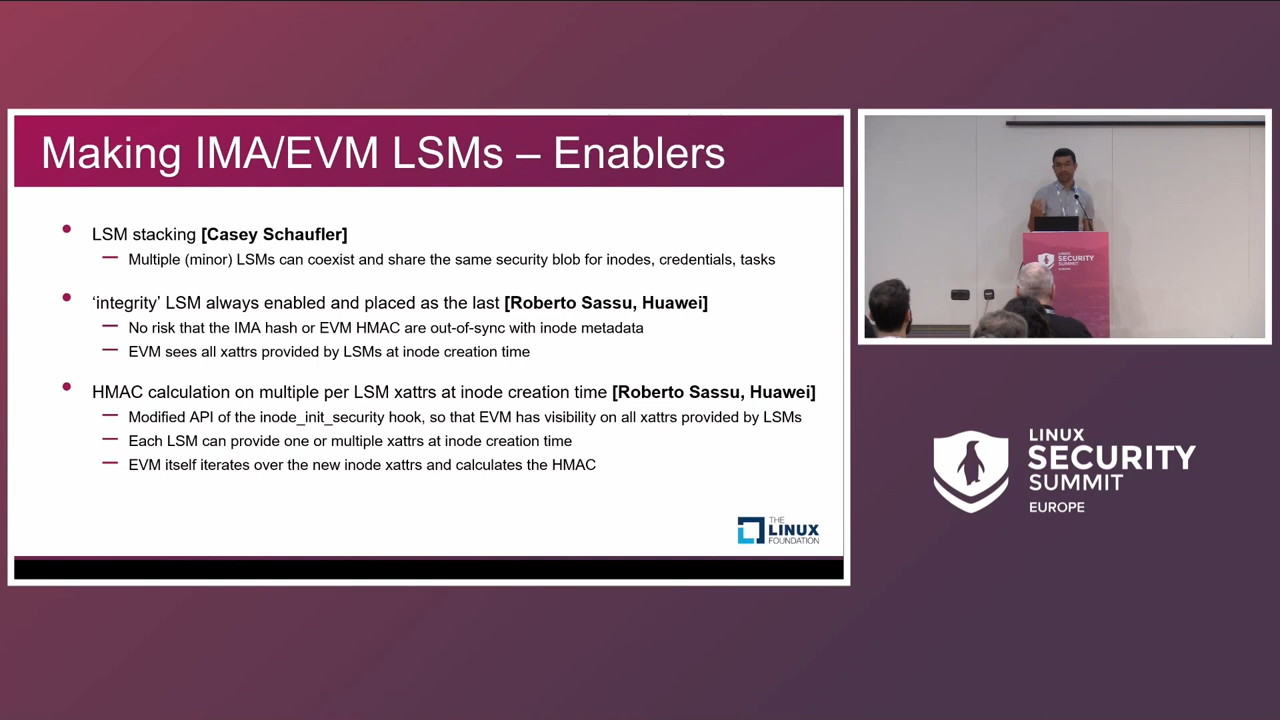 Making IMA/EVM LSMs – Enablers
• LSM stacking [Casey Schaufler]
— Multiple (minor) LSMs can coexist and share the same security blob for inodes, credentials, tasks
• ‘integrity’ LSM always enabled and placed as the last [Roberto Sassu, Huawei]
— No risk that the IMA hash or EVM HMAC are out-of-sync with inode metadata
— EVM sees all xattrs provided by LSMs at inode creation time
• HMAC calculation on multiple per LSM xattrs at inode creation time [Roberto Sassu, Huawei]
— Modified API of the inode_init_security hook, so that EVM has visibility on all xattrs provided by LSMs
— Each LSM can provide one or multiple xattrs at inode creation time
— EVM itself iterates over the new inode xattrs and calculates the HMAC
THE
LINUX
FOUNDATION
LINUX
SECURITY
SUMMIT
EUROPE
LINUX
SECURITY
SUMMIT
EUROPE